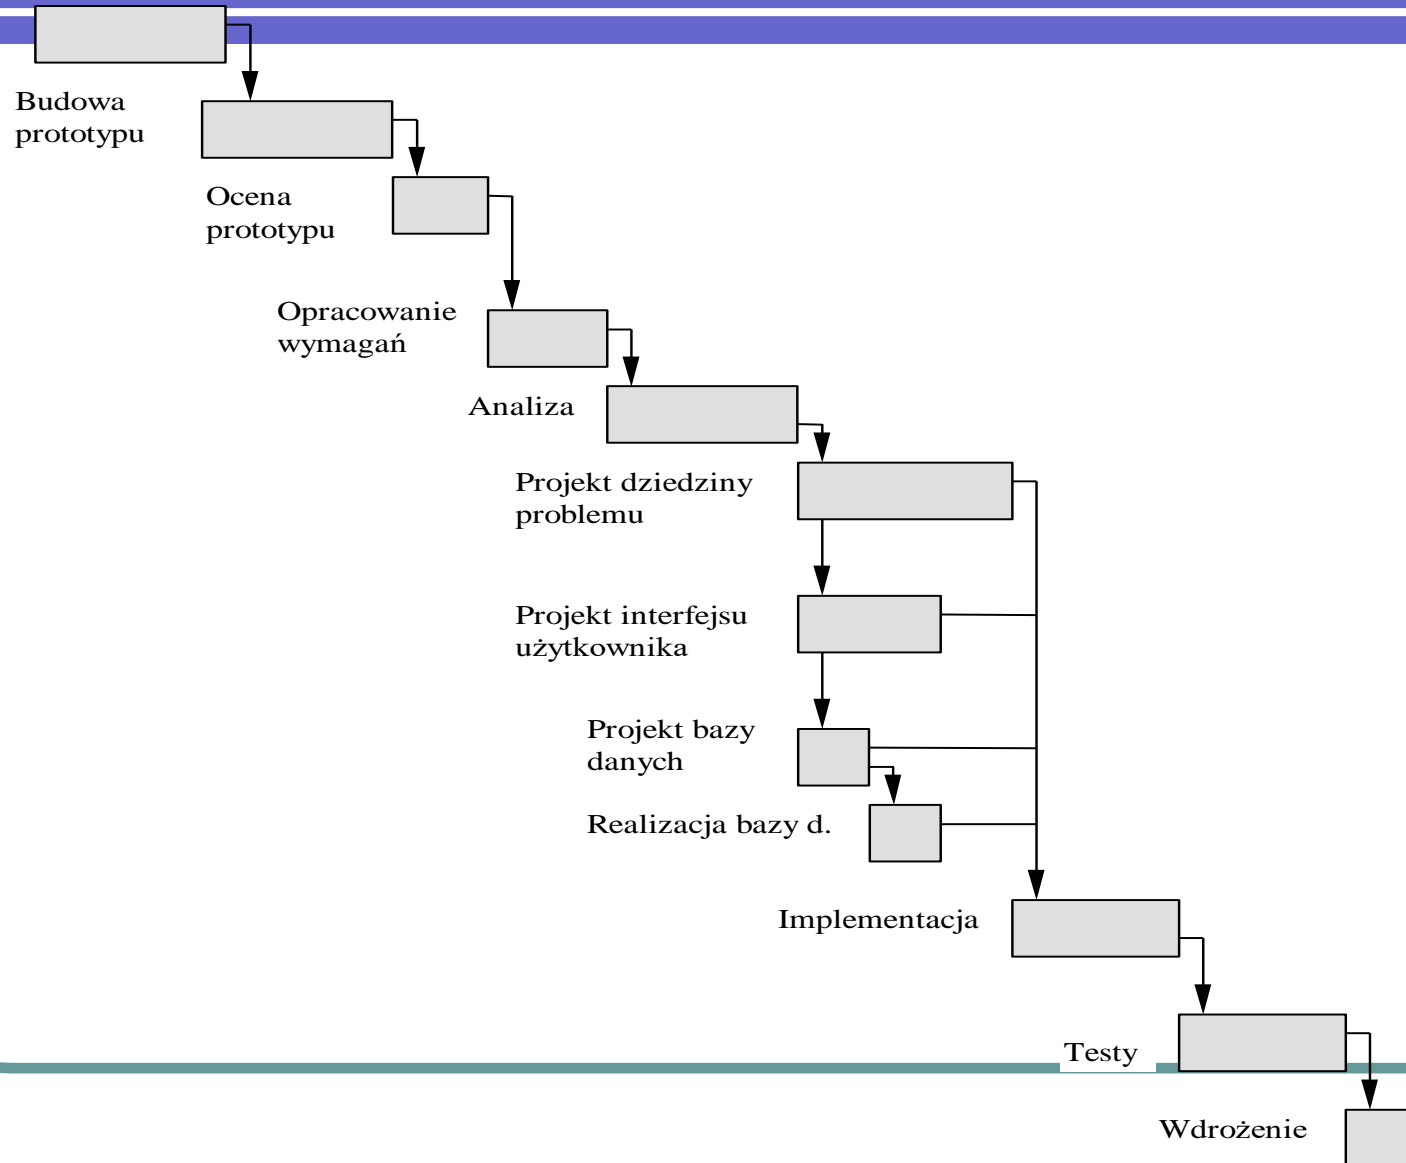 Budowa
prototypu
Ocena
prototypu
Opracowanie
wymagań
Analiza
Projekt dziedziny
problemu
Projekt interfejsu
użytkownika
Projekt bazy
danych
Realizacja bazy d.
Implementacja
Testy
Wdrożenie